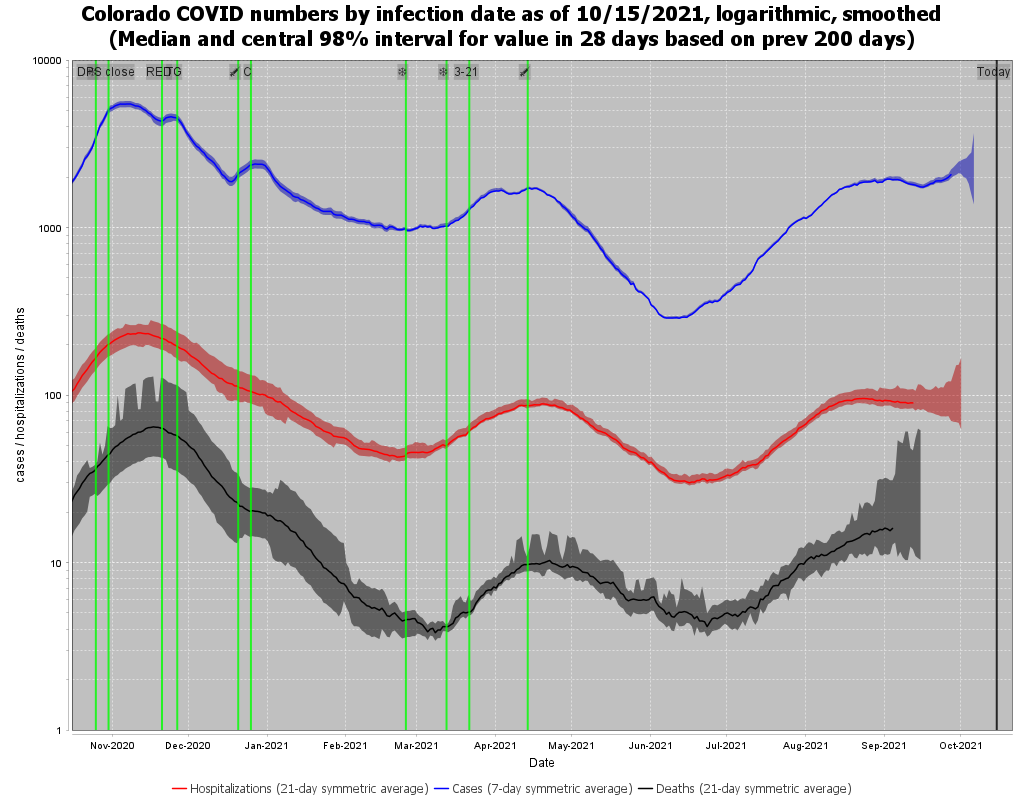 Colorado COVID numbers by infection date as of 10/15/2021, logarithmic, smoothed
(Median and central 98% interval for value in 28 days based on prev 200 days)
10000
1000
100
10
1
close
C
3-21
Today
cases / hospitalizations / deaths
Nov-2020 Dec-2020 Jan-2021 Feb-2021 Mar-2021 Apr-2021 May-2021 Jun-2021 Jul-2021 Aug-2021 Sep-2021 Oct-2021
Date
Hospitalizations (21-day symmetric average) Cases (7-day symmetric average) Deaths (21-day symmetric average)